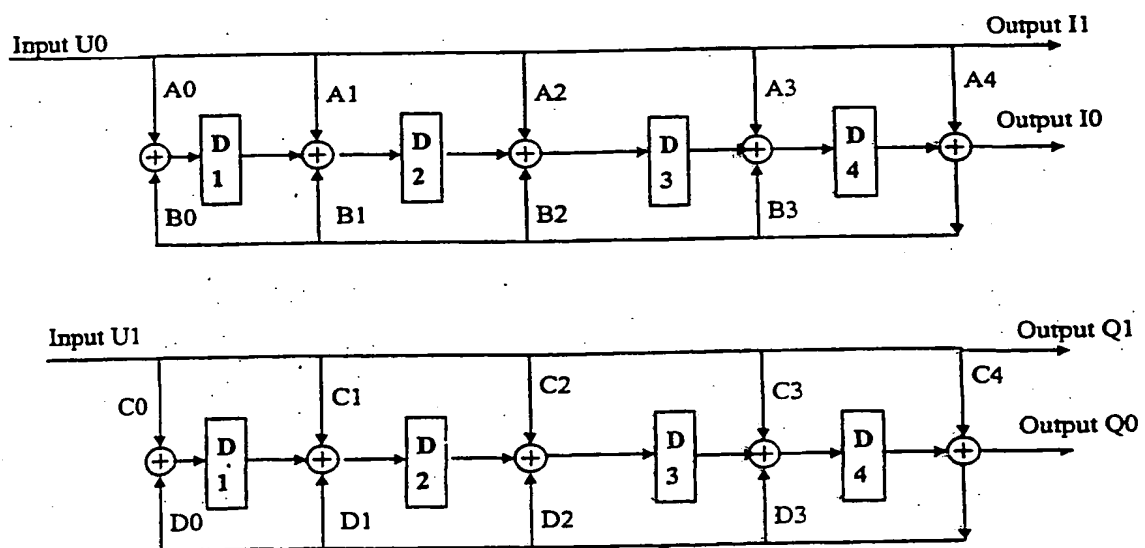 Input U0 Output I1
A0 A1 A2 A3 A4
Output I0
D 1 D 2 D 3 D 4
B0 B1 B2 B3
Input U1 Output Q1
C0 C1 C2 C3 C4
Output Q0
D 1 D 2 D 3 D 4
D0 D1 D2 D3